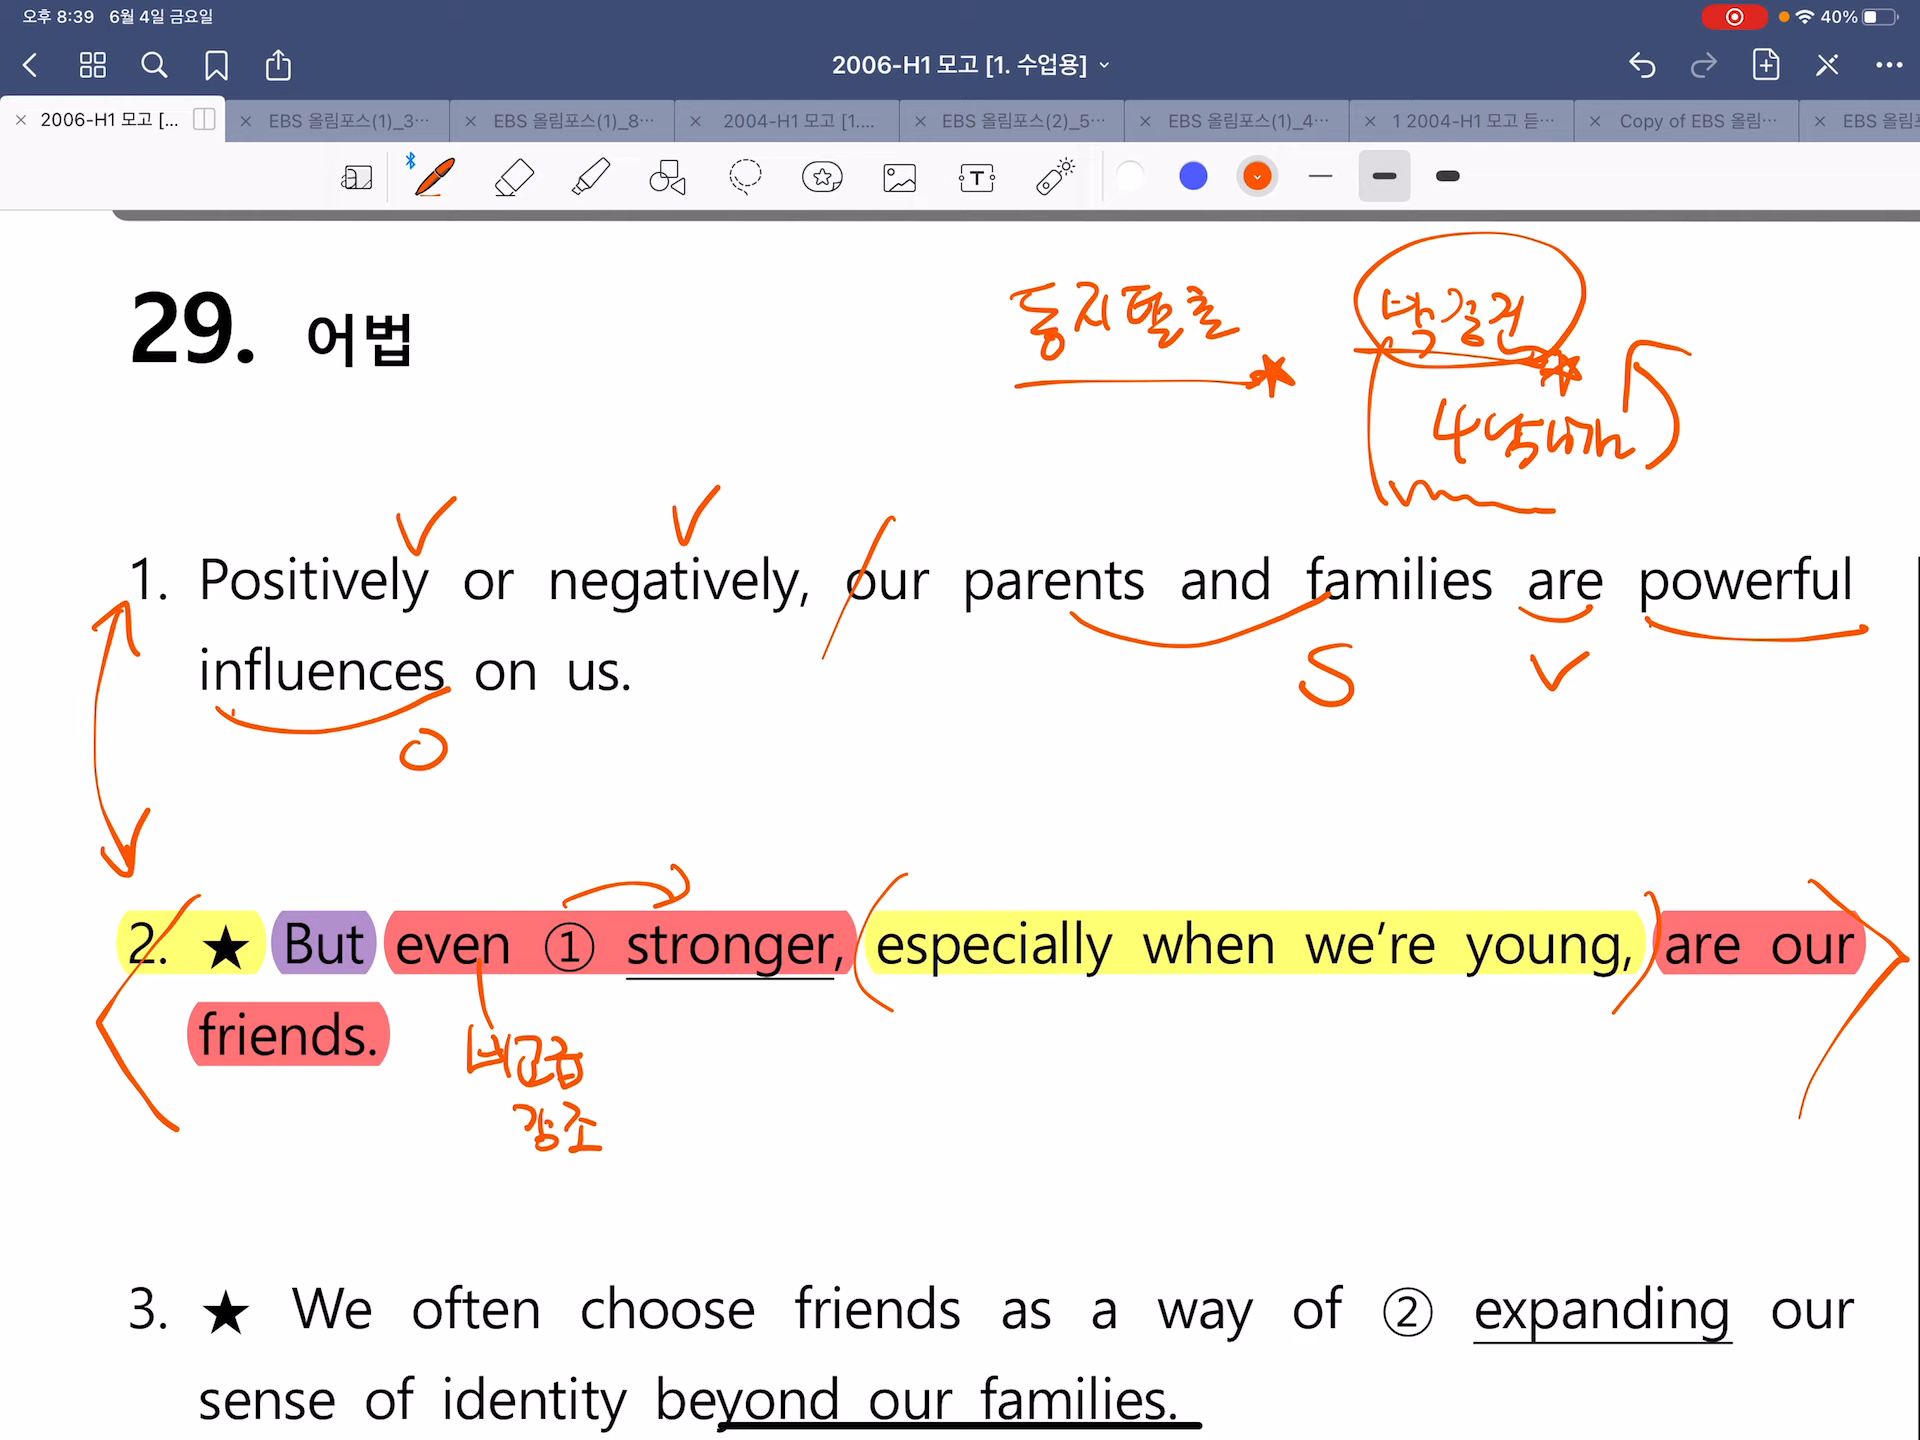 오후 8:39 6월 4일 금요일
40%
2006-H1 모고 [1. 수업용]
2006-H1 모고 [...
EBS 올림포스(1)_3...
EBS 올림포스(1)_8...
2004-H1 모고 [1....
EBS 올림포스(2)_5...
EBS 올림포스(1)_4...
1 2004-H1 모고 듣...
Copy of EBS 올림...
EBS 올림포
29. 어법
둥지탈출
1. Positively or negatively, our parents and families are powerful
S V
influences on us.
O
2. ★ But even ① stronger, especially when we're young, are our
friends.
비교급
강조
3. ★ We often choose friends as a way of ② expanding our
sense of identity beyond our families.